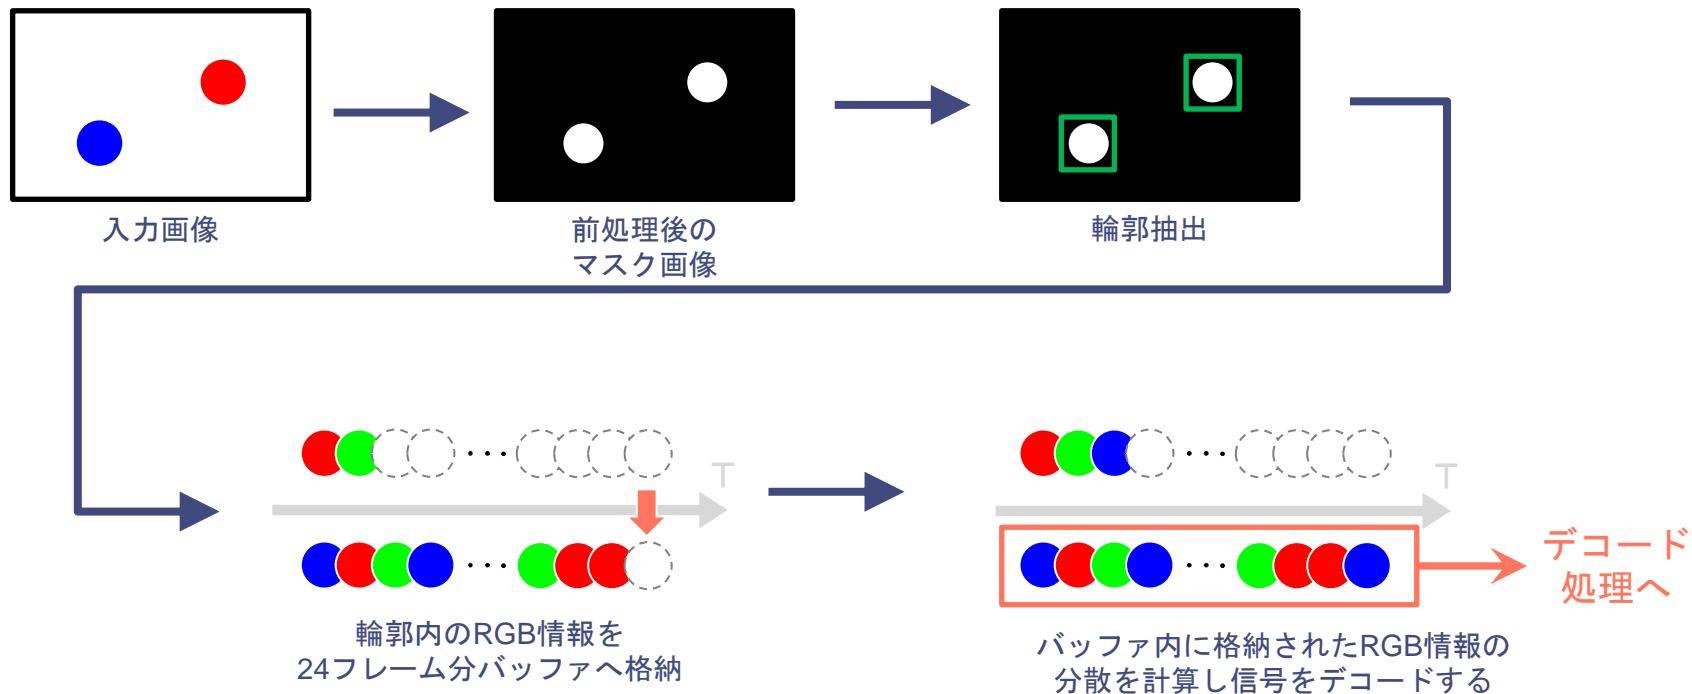 入力画像
前処理後の
マスク画像
輪郭抽出
T
輪郭内のRGB情報を
24フレーム分バッファへ格納
T
デコード
処理へ
バッファ内に格納されたRGB情報の
分散を計算し信号をデコードする